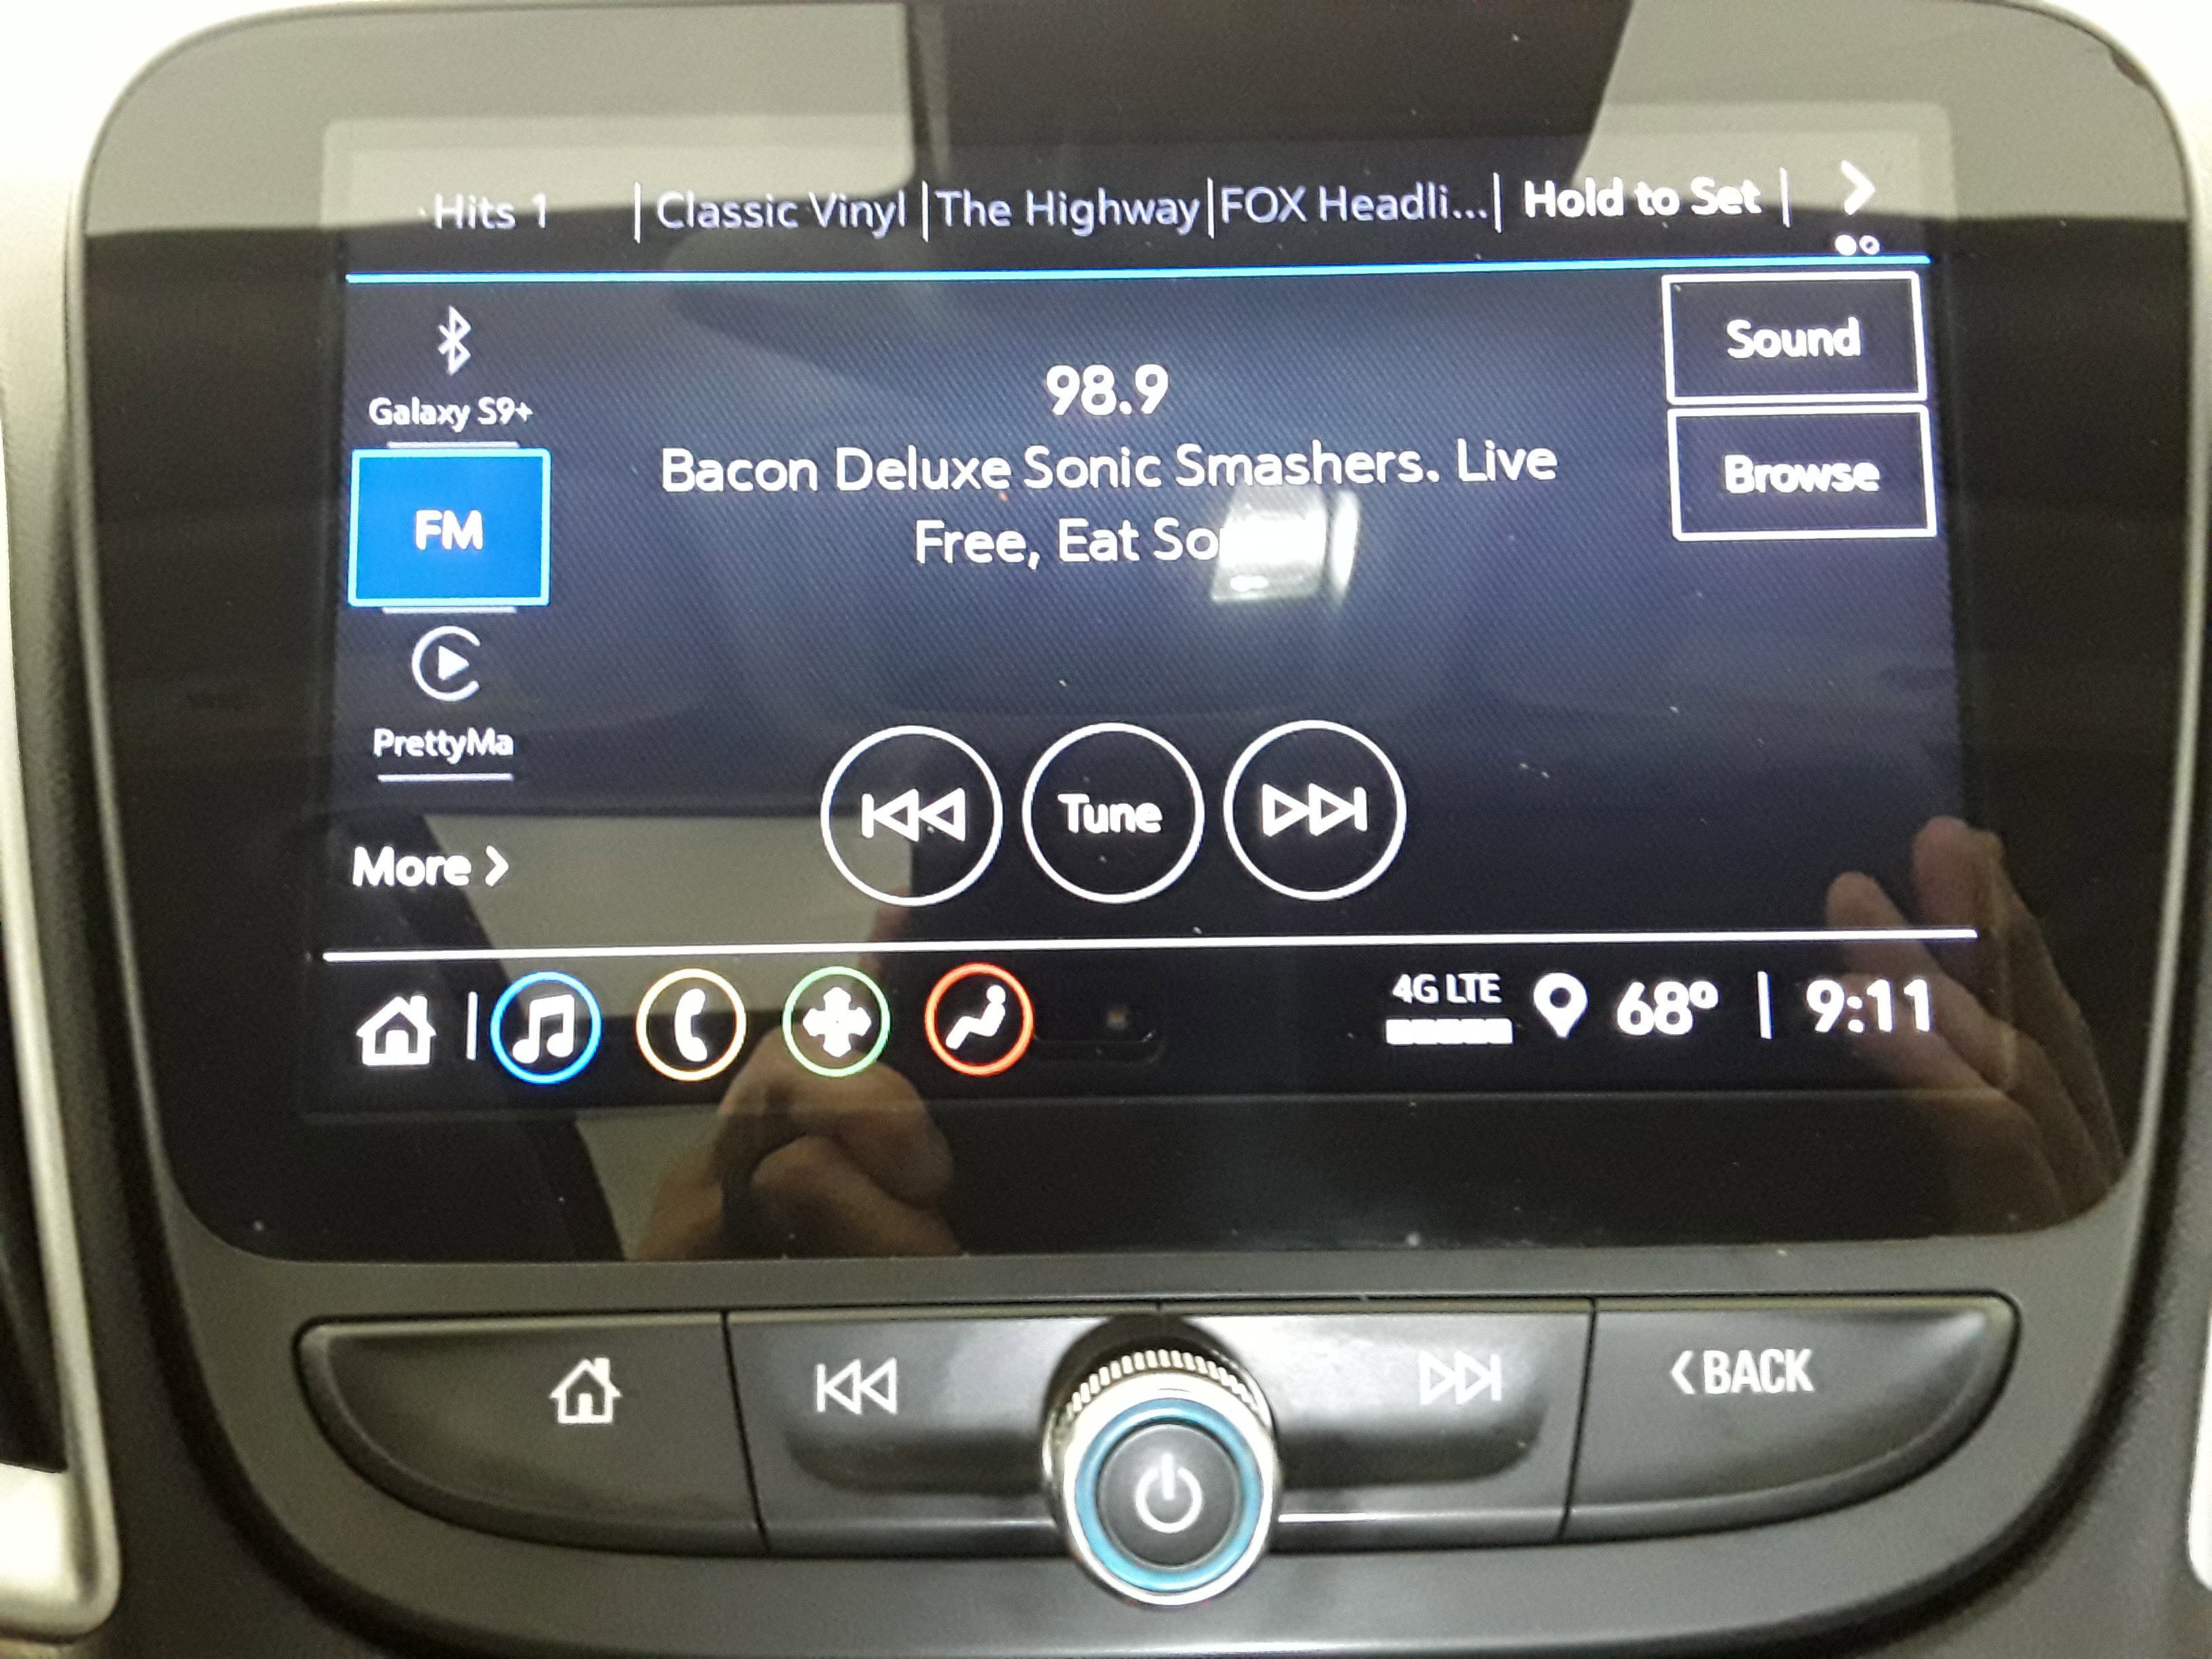 Hits 1 | Classic Vinyl | The Highway | FOX Headli... | Hold to Set |
Galaxy S9+
FM
PrettyMa
More >
98.9
Bacon Deluxe Sonic Smashers. Live
Free, Eat
Sound
Browse
Tune
4G LTE 68° | 9:11
<BACK